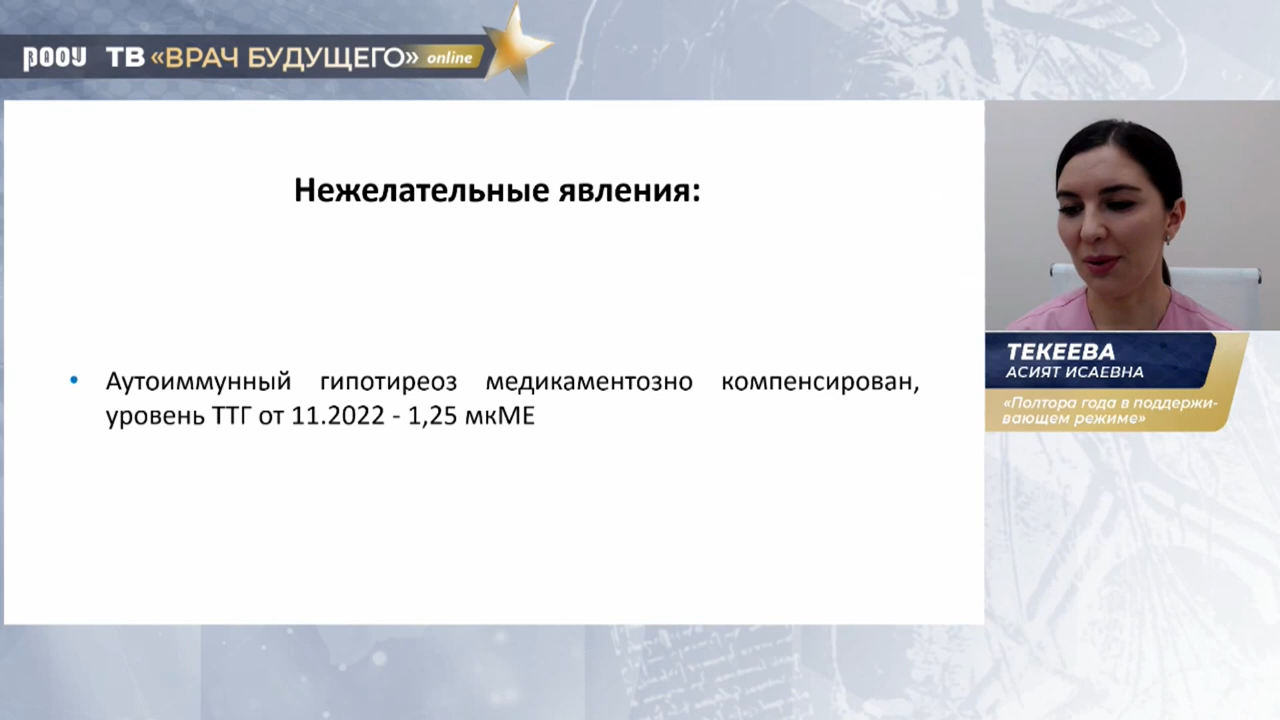 РООУ ТВ «ВРАЧ БУДУЩЕГО» online
Нежелательные явления:
• Аутоиммунный гипотиреоз медикаментозно компенсирован,
уровень ТТГ от 11.2022 - 1,25 мкМЕ
ТЕКЕЕВА
АСИЯТ ИСАЕВНА
«Полтора года в поддержи-
вающем режиме»